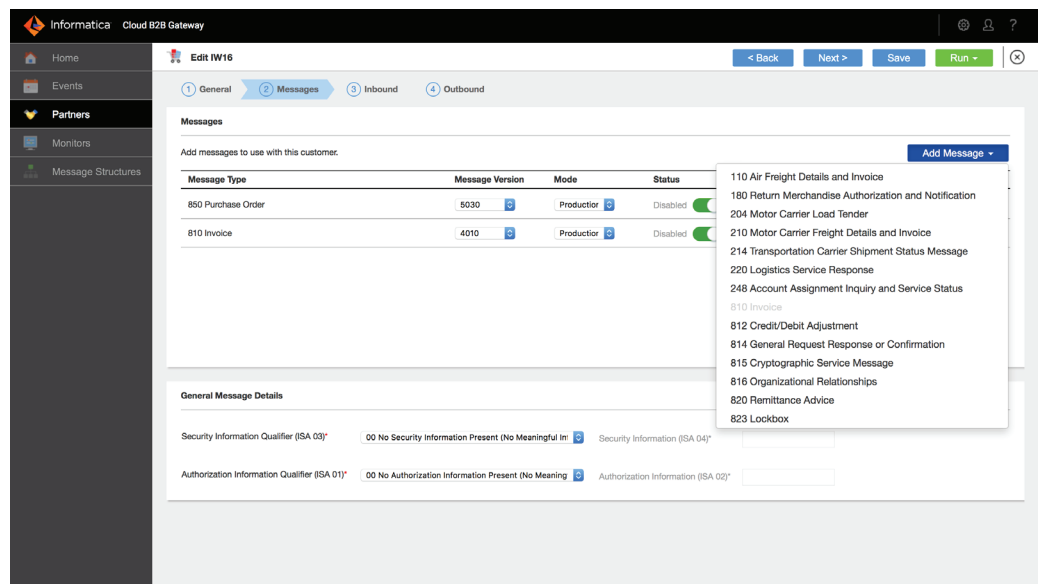 Informatica Cloud B2B Gateway
?
Home
Events
Partners
Monitors
Message Structures
Edit IW16
< Back
Next >
Save
Run
1 General
2 Messages
3 Inbound
4 Outbound
Messages
Add messages to use with this customer.
Add Message
Message Type Message Version Mode Status
850 Purchase Order 5030 Production Disabled
810 Invoice 4010 Production Disabled
110 Air Freight Details and Invoice
180 Return Merchandise Authorization and Notification
204 Motor Carrier Load Tender
210 Motor Carrier Freight Details and Invoice
214 Transportation Carrier Shipment Status Message
220 Logistics Service Response
248 Account Assignment Inquiry and Service Status
810 Invoice
812 Credit/Debit Adjustment
814 General Request Response or Confirmation
815 Cryptographic Service Message
816 Organizational Relationships
820 Remittance Advice
823 Lockbox
General Message Details
Security Information Qualifier (ISA 03)* 00 No Security Information Present (No Meaningful Inf Security Information (ISA 04)*
Authorization Information Qualifier (ISA 01)* 00 No Authorization Information Present (No Meaning Authorization Information (ISA 02)*